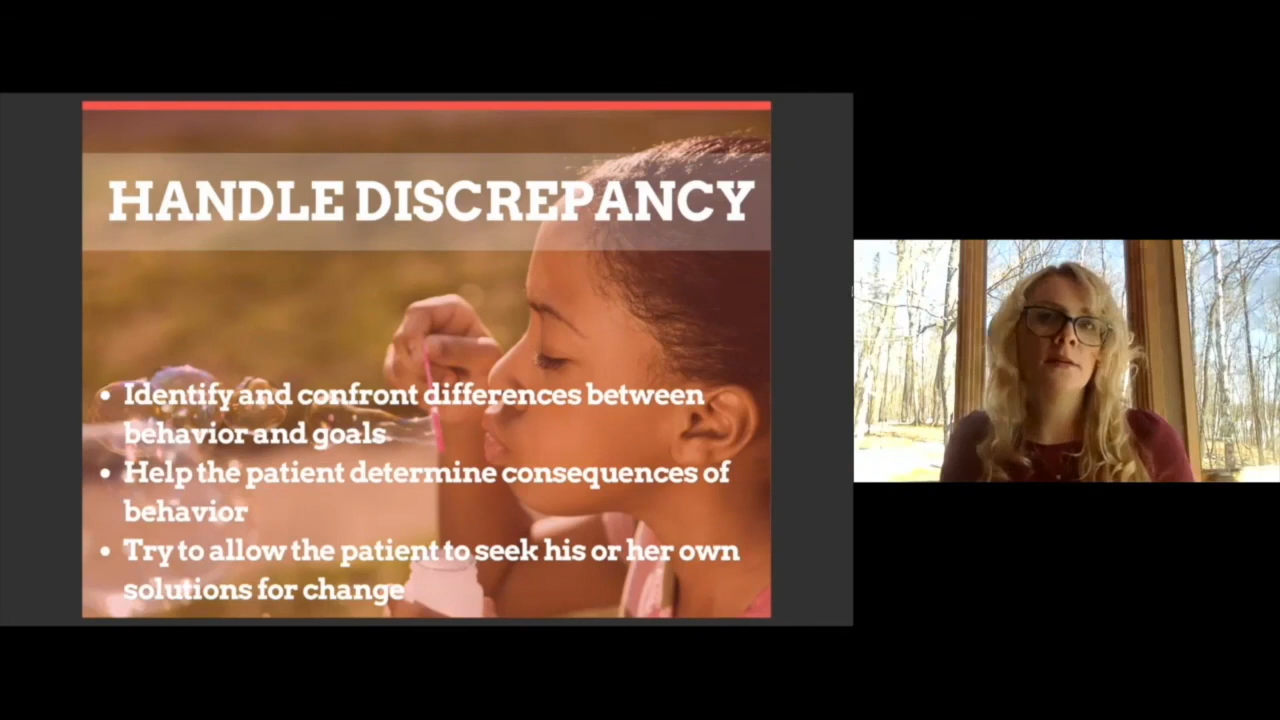 HANDLE DISCREPANCY
• Identify and confront differences between
behavior and goals
• Help the patient determine consequences of
behavior
• Try to allow the patient to seek his or her own
solutions for change